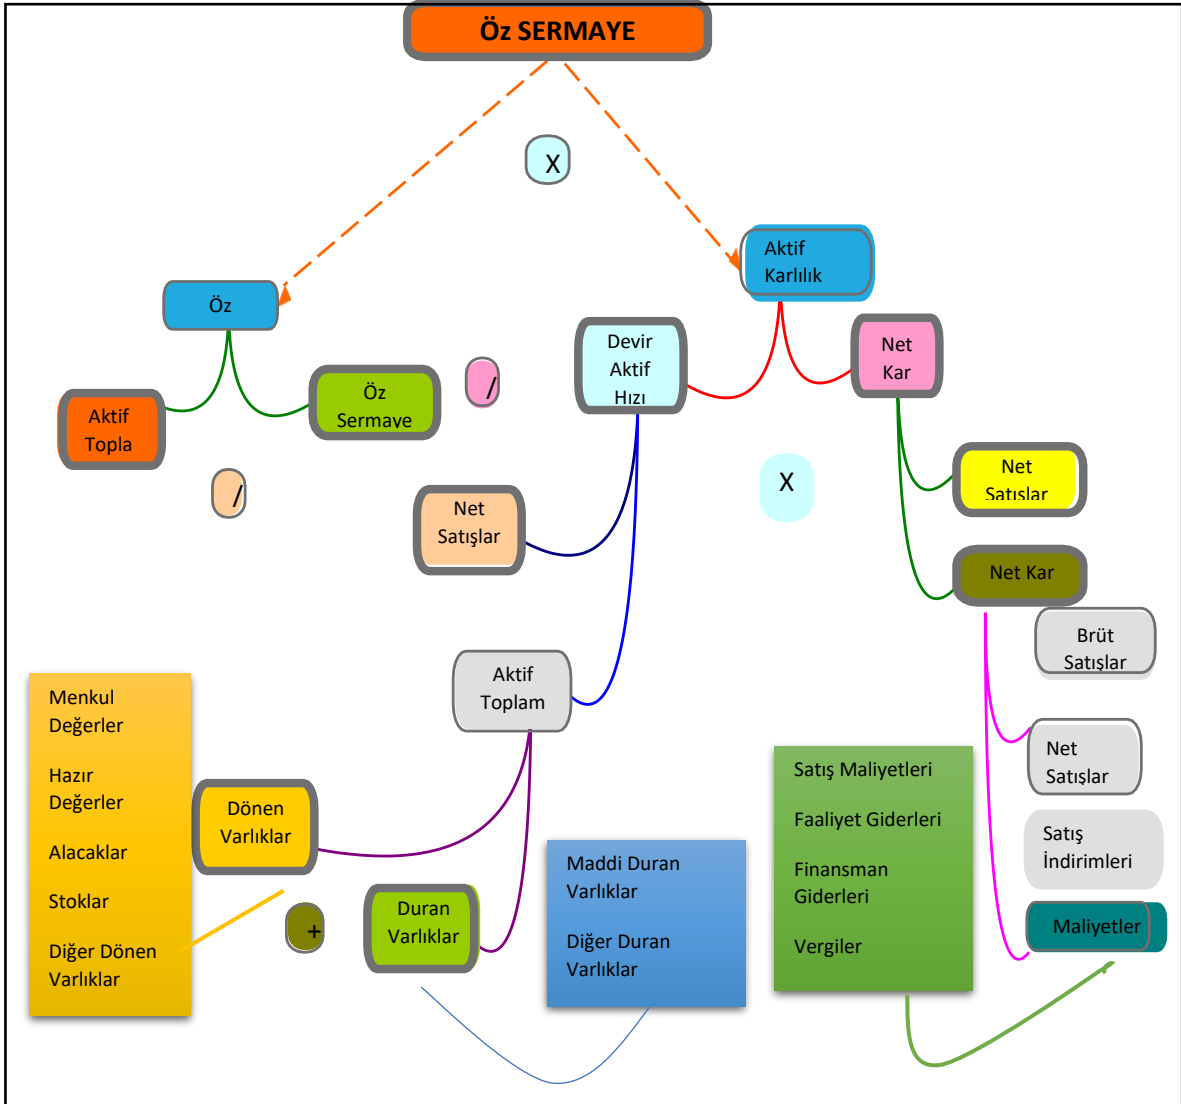 Öz SERMAYE
X
Aktif
Karlılık
Öz
Devir
Aktif
Hızı
Net
Kar
Öz
Sermaye
/
Aktif
Topla
/
Net
Satışlar
X
Net
Satışlar
Net Kar
Brüt
Satışlar
Aktif
Toplam
Net
Satışlar
Menkul
Değerler
Hazır
Değerler
Alacaklar
Stoklar
Diğer Dönen
Varlıklar
Dönen
Varlıklar
+
Duran
Varlıklar
Maddi Duran
Varlıklar
Diğer Duran
Varlıklar
Satış Maliyetleri
Faaliyet Giderleri
Finansman
Giderleri
Vergiler
Satış
İndirimleri
Maliyetler